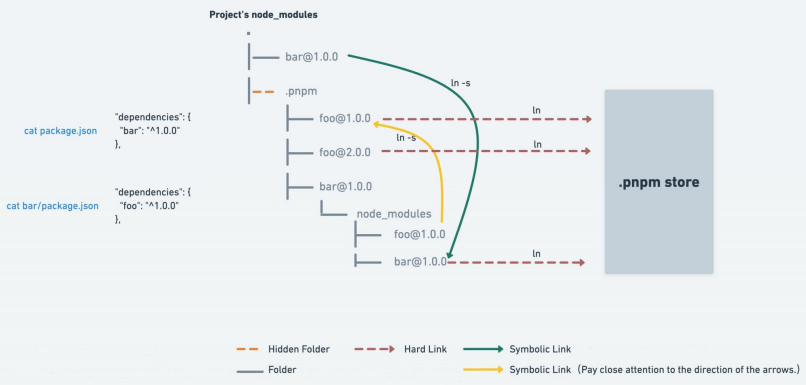 Project's node_modules
bar@1.0.0
ln -s
.pnpm
"dependencies": {
cat package.json
"bar": "^1.0.0"
},
foo@1.0.0
ln
ln -s
foo@2.0.0
ln
.pnpm store
bar@1.0.0
"dependencies": {
cat bar/package.json
"foo": "^1.0.0"
},
node_modules
foo@1.0.0
bar@1.0.0
ln
Hidden Folder
Hard Link
Symbolic Link
Folder
Symbolic Link（Pay close attention to the direction of the arrows.）